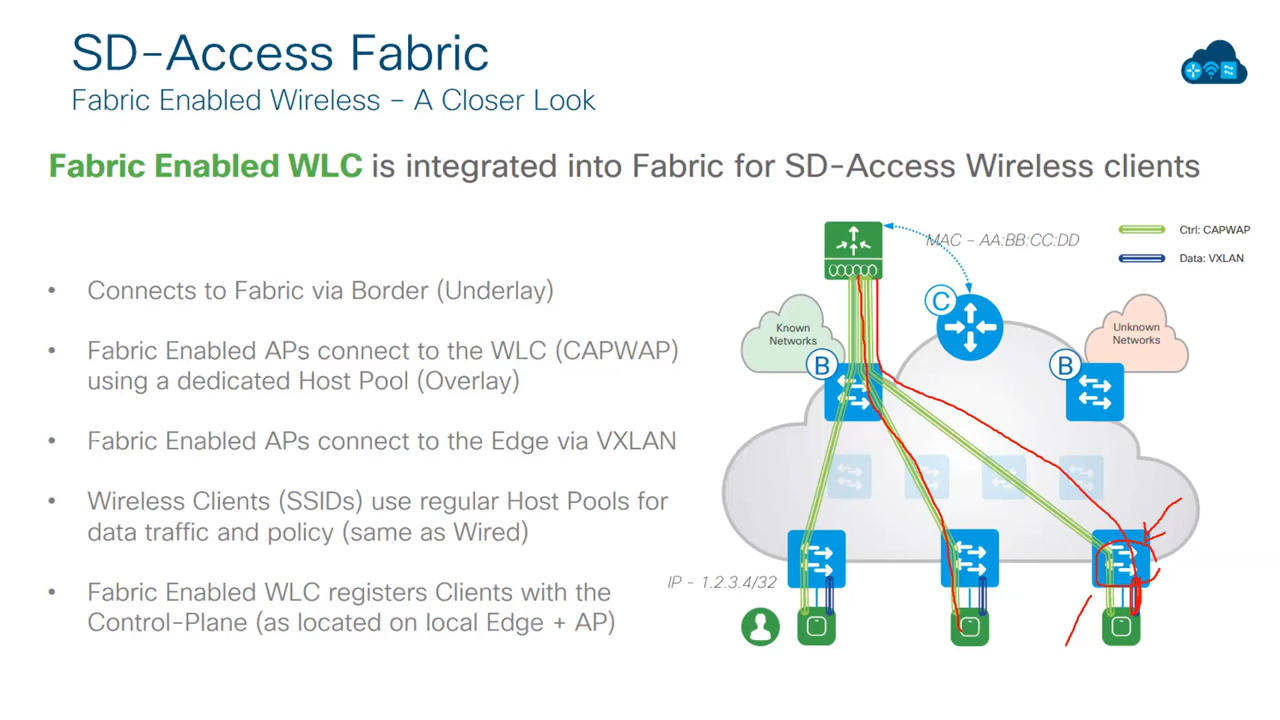 SD-Access Fabric
Fabric Enabled Wireless – A Closer Look
Fabric Enabled WLC is integrated into Fabric for SD-Access Wireless clients
• Connects to Fabric via Border (Underlay)
• Fabric Enabled APs connect to the WLC (CAPWAP)
using a dedicated Host Pool (Overlay)
• Fabric Enabled APs connect to the Edge via VXLAN
• Wireless Clients (SSIDs) use regular Host Pools for
data traffic and policy (same as Wired)
• Fabric Enabled WLC registers Clients with the
Control-Plane (as located on local Edge + AP)
MAC – AA:BB:CC:DD
Ctrl: CAPWAP
Data: VXLAN
C
Known
Networks
Unknown
Networks
B
B
IP – 1.2.3.4/32